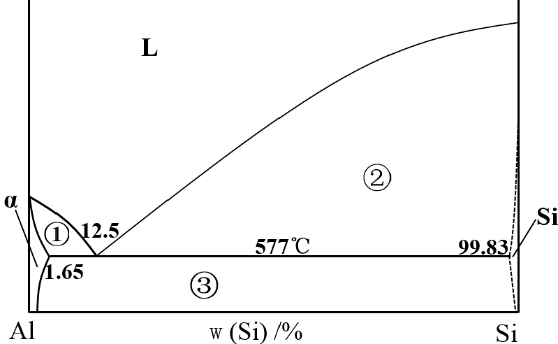 L
②
α
Si
①
12.5
577℃
99.83
1.65
③
Al
w (Si) /%
Si